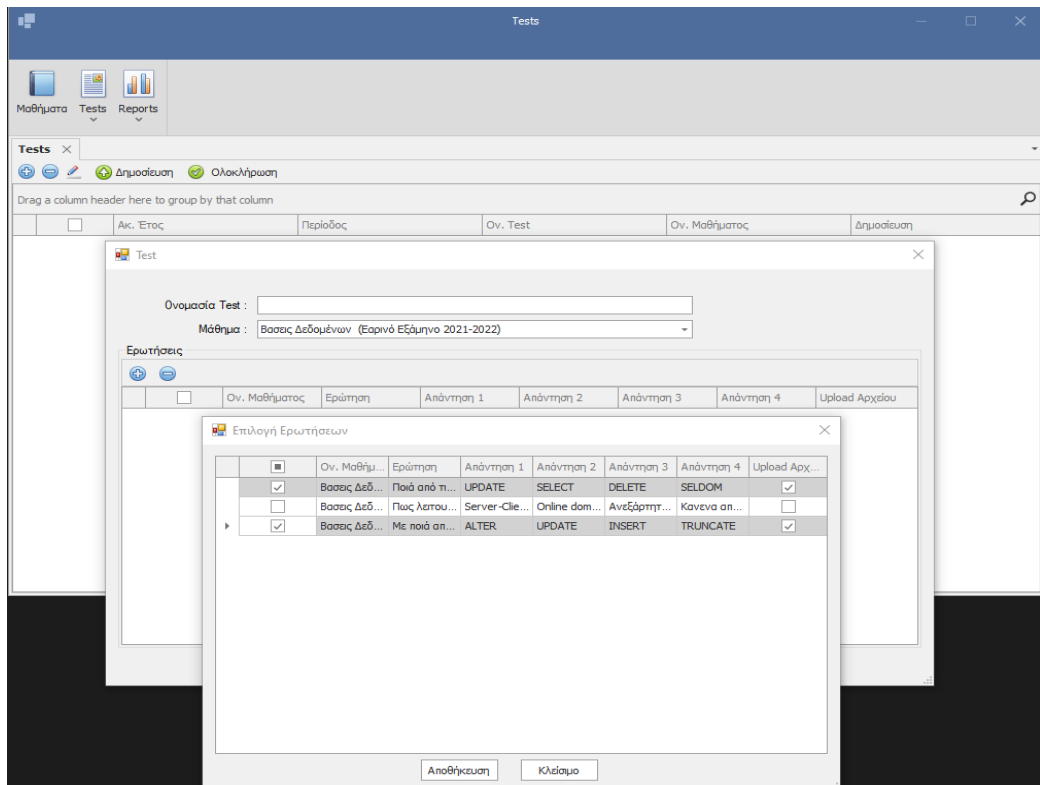 Tests
Μαθήματα Tests Reports
Tests
Δημοσίευση Ολοκλήρωση
Drag a column header here to group by that column
Ακ. Έτος Περίοδος Ον. Test Ον. Μαθήματος Δημοσίευση
Test
Ονομασία Test :
Μάθημα : Βασεις Δεδομένων (Εαρινό Εξάμηνο 2021-2022)
Ερωτήσεις
Ον. Μαθήματος Ερώτηση Απάντηση 1 Απάντηση 2 Απάντηση 3 Απάντηση 4 Upload Αρχείου
Επιλογή Ερωτήσεων
Ον. Μαθήμ... Ερώτηση Απάντηση 1 Απάντηση 2 Απάντηση 3 Απάντηση 4 Upload Αρχ...
Βασεις Δεδ... Ποιά από τι... UPDATE SELECT DELETE SELDOM
Βασεις Δεδ... Πως λειτου... Server-Clie... Online dom... Ανεξάρτητ... Κανενα απ...
Βασεις Δεδ... Με ποιά απ... ALTER UPDATE INSERT TRUNCATE
Αποθήκευση Κλείσιμο